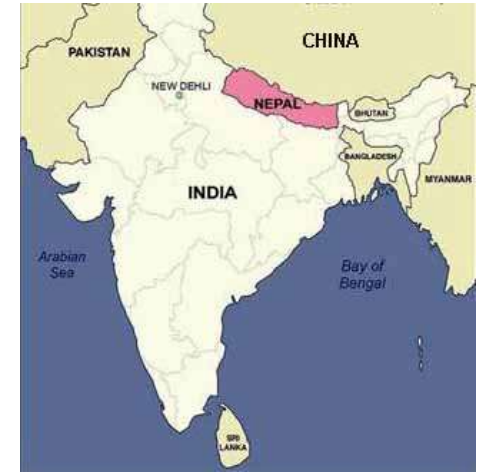 CHINA
PAKISTAN
NEW DEHLI
NEPAL
BHUTAN
BANGLADESH
MYANMAR
INDIA
Arabian
Sea
Bay of
Bengal
SRI
LANKA